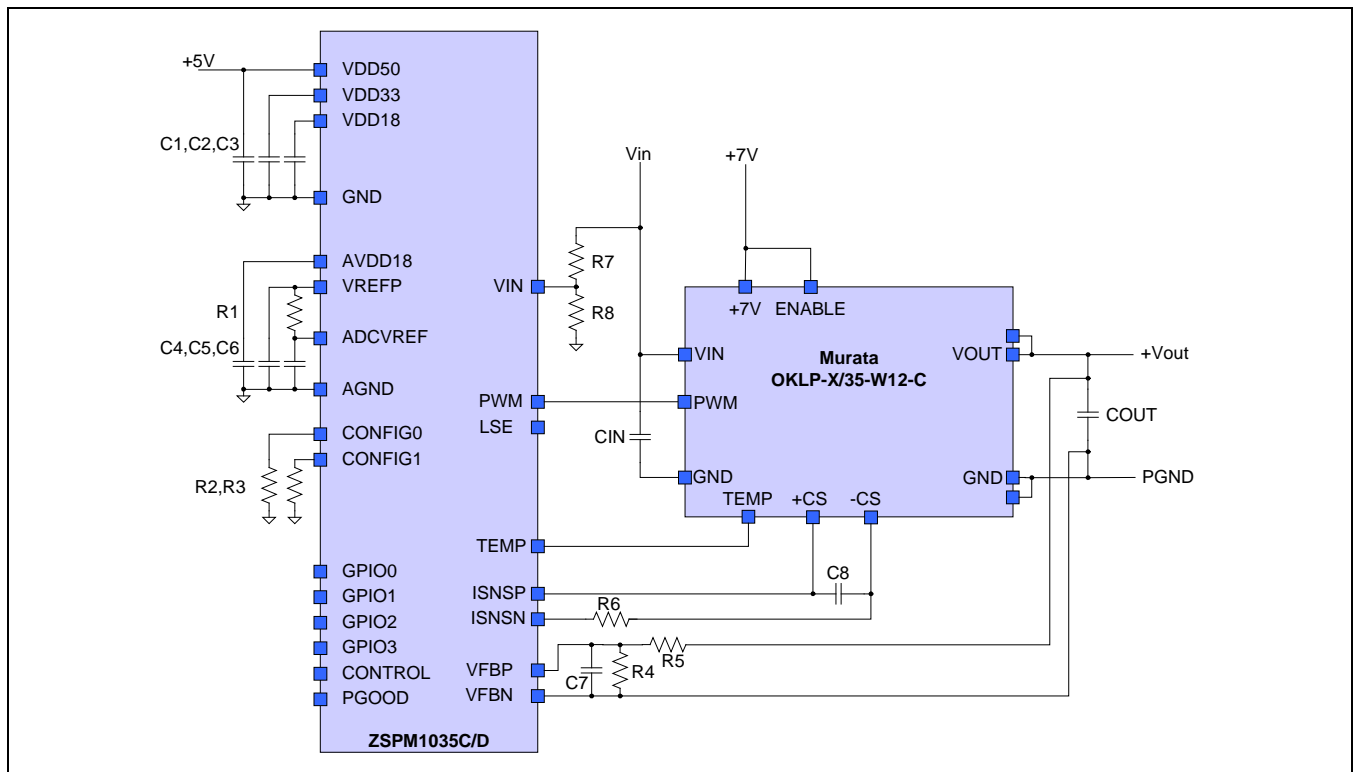 +5V
VDD50
VDD33
VDD18
C1,C2,C3
GND
AVDD18
VREFP
R1
ADCVREF
C4,C5,C6
AGND
CONFIG0
CONFIG1
R2,R3
GPIO0
GPIO1
GPIO2
GPIO3
CONTROL
PGOOD
VIN
PWM
LSE
TEMP
ISNSP
ISNSN
VFBP
VFBN
ZSPM1035C/D
Vin
R7
R8
CIN
+7V
+7V
ENABLE
Murata
OKLP-X/35-W12-C
VIN
PWM
GND
TEMP
+CS
-CS
VOUT
GND
+Vout
COUT
PGND
C8
R6
R5
C7
R4